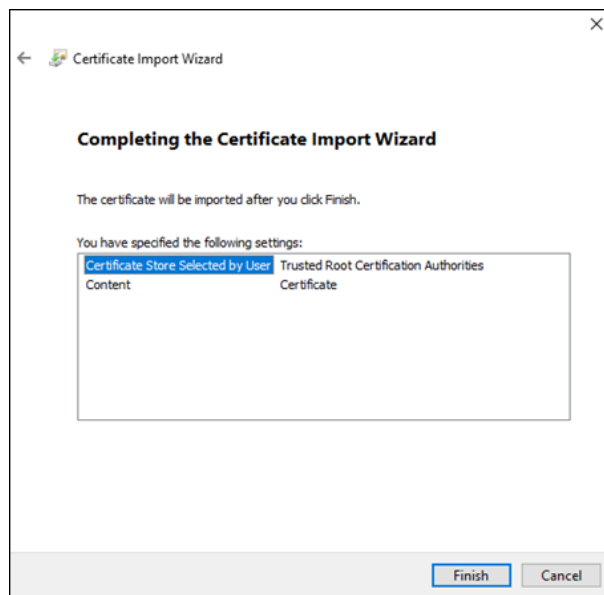 Certificate Import Wizard
Completing the Certificate Import Wizard
The certificate will be imported after you click Finish.
You have specified the following settings:
Certificate Store Selected by User Trusted Root Certification Authorities
Content Certificate
Finish Cancel